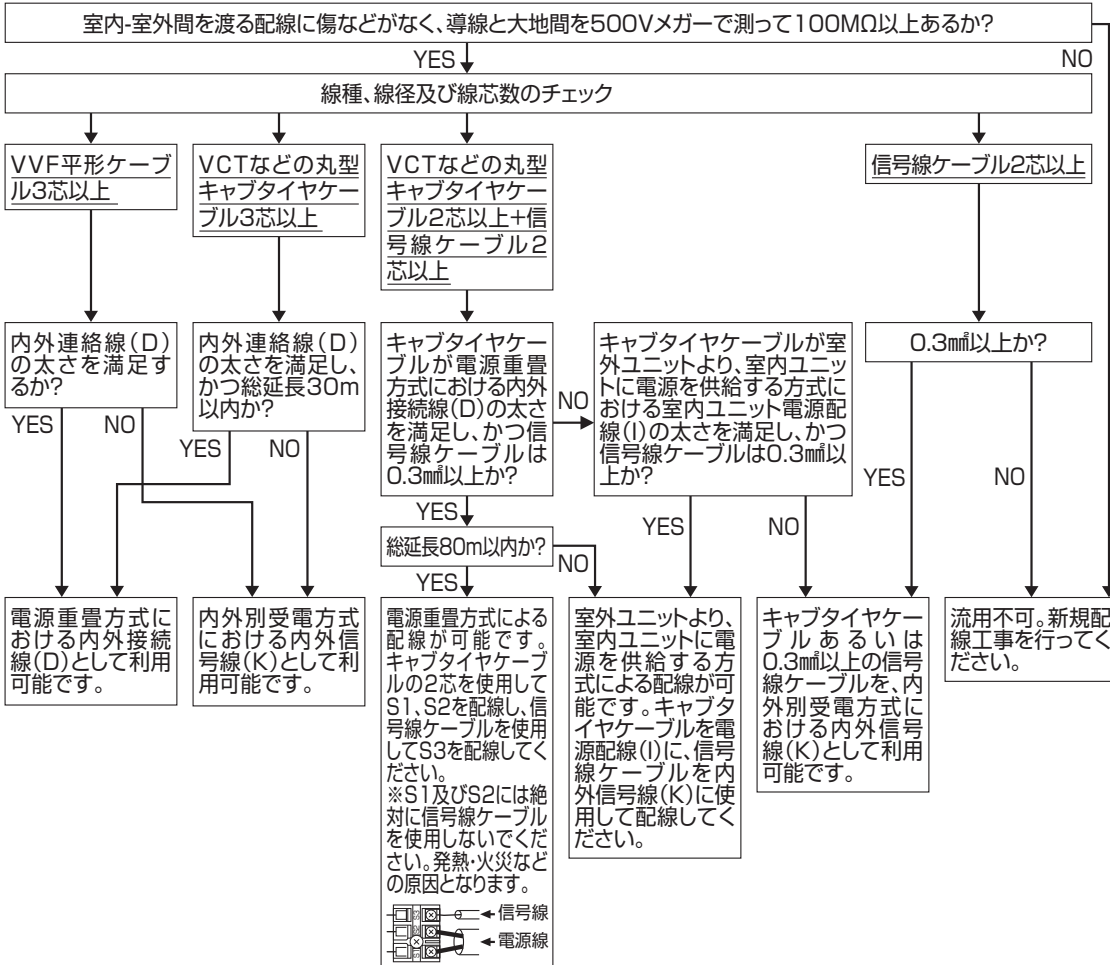 室内-室外間を渡る配線に傷などがなく、導線と大地間を500Vメガーで測って100MΩ以上あるか?
YES
NO
線種、線径及び線芯数のチェック
VVF平形ケーブ
ル3芯以上
VCTなどの丸型
キャブタイヤケー
ブル3芯以上
VCTなどの丸型
キャブタイヤケー
ブル2芯以上+信
号線ケーブル2
芯以上
信号線ケーブル2芯以上
内外連絡線(D)
の太さを満足す
るか?
YES
NO
内外連絡線(D)
の太さを満足し、
かつ総延長30m
以内か?
YES
NO
キャブタイヤケー
ブルが電源重畳
方式における内外
接続線(D)の太さ
を満足し、かつ信
号線ケーブルは
0.3㎟以上か?
NO
YES
キャブタイヤケーブルが室
外ユニットより、室内ユニッ
トに電源を供給する方式に
おける室内ユニット電源配
線(I)の太さを満足し、かつ
信号線ケーブルは0.3㎟以
上か?
YES
NO
0.3㎟以上か?
YES
NO
総延長80m以内か?
NO
YES
電源重畳方式に
おける内外接続
線(D)として利用
可能です。
内外別受電方式
における内外信
号線(K)として利
用可能です。
電源重畳方式による
配線が可能です。
キャブタイヤケーブ
ルの2芯を使用して
S1、S2を配線し、信
号線ケーブルを使用
してS3を配線してく
ださい。
※S1及びS2には絶
対に信号線ケーブル
を使用しないでくだ
さい。発熱・火災など
の原因となります。
S3
信号線
S2
電源線
S1
室外ユニットより、
室内ユニットに電
源を供給する方
式による配線が可
能です。キャブタ
イヤケーブルを電
源配線(I)に、信号
線ケーブルを内
外信号線(K)に使
用して配線してく
ださい。
キャブタイヤケー
ブルあるいは
0.3㎟以上の信号
線ケーブルを、内
外別受電方式に
おける内外信号
線(K)として利用
可能です。
流用不可。新規配
線工事を行ってく
ださい。